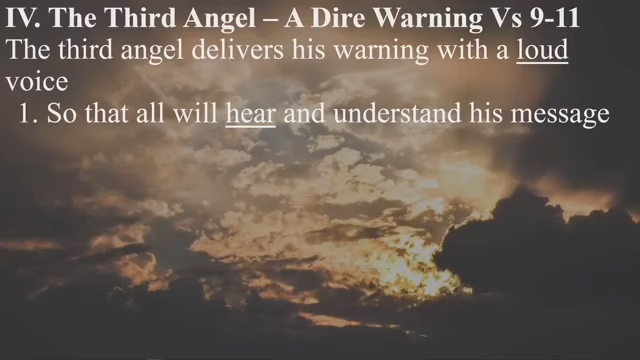 IV. The Third Angel – A Dire Warning Vs 9-11
The third angel delivers his warning with a loud
voice
1. So that all will hear and understand his message